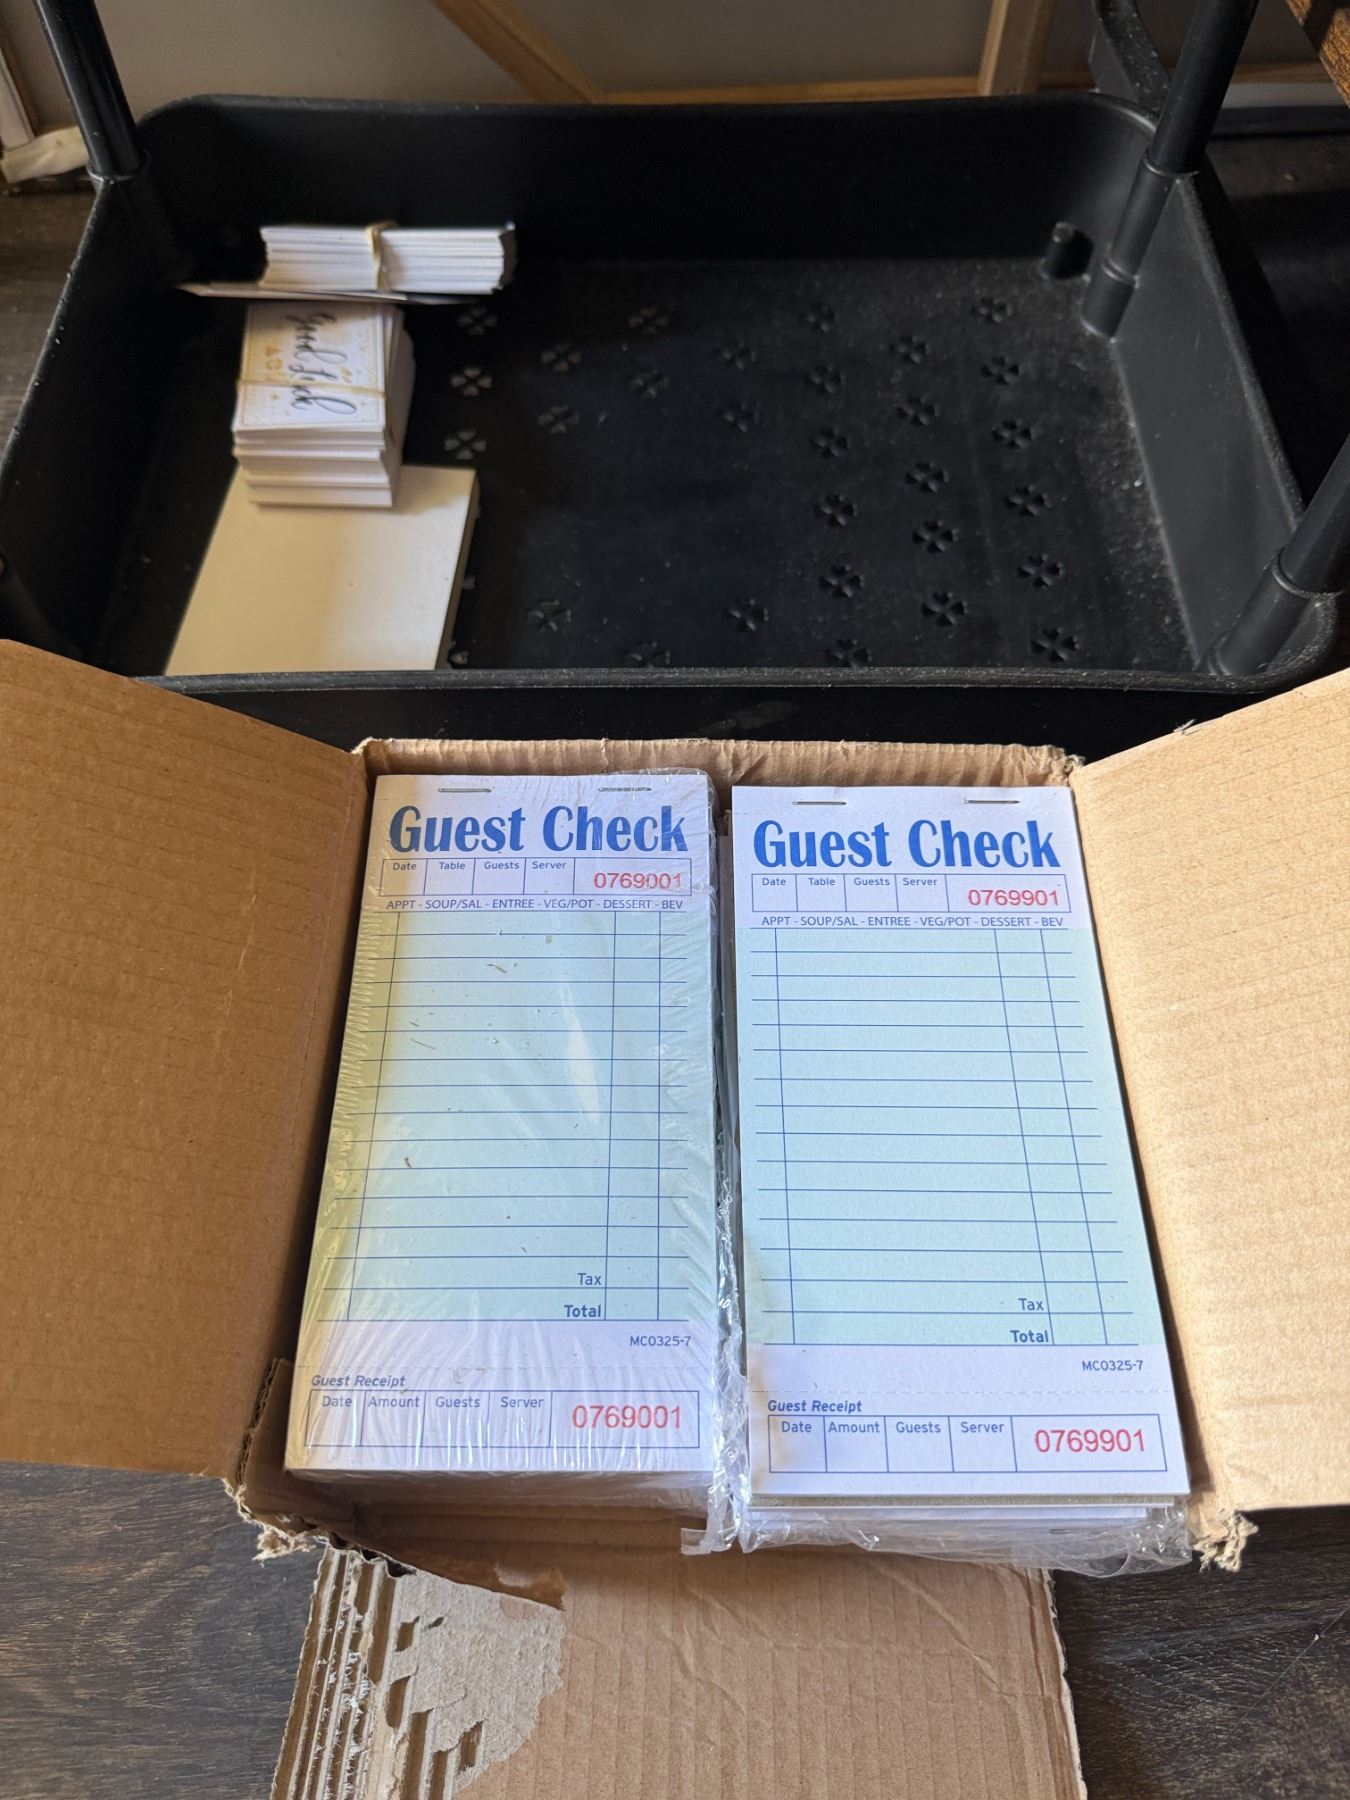 Good Luck
Guest Check
Date Table Guests Server 0769001
APPT - SOUP/SAL - ENTREE - VEG/POT - DESSERT - BEV
Tax
Total
MC0325-7
Guest Receipt
Date Amount Guests Server 0769001
Guest Check
Date Table Guests Server 0769901
APPT - SOUP/SAL - ENTREE - VEG/POT - DESSERT - BEV
Tax
Total
MC0325-7
Guest Receipt
Date Amount Guests Server 0769901